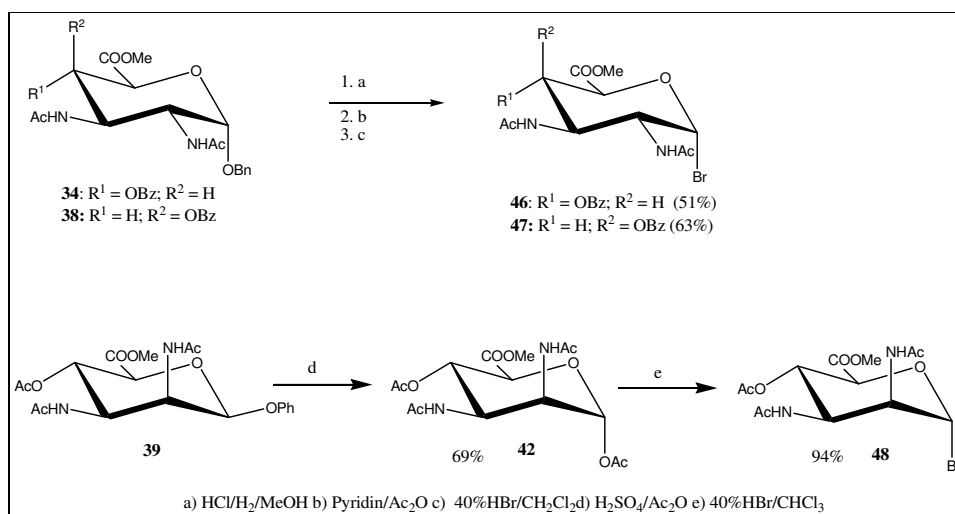 R² R²
COOMe O COOMe O
R¹ R¹
1. a
AcHN 2. b AcHN
NHAc 3. c NHAc
OBn Br
34: R¹ = OBz; R² = H 46: R¹ = OBz; R² = H (51%)
38: R¹ = H; R² = OBz 47: R¹ = H; R² = OBz (63%)
COOMe NHAc O d COOMe NHAc O e COOMe NHAc O
AcO AcO AcO
AcHN OPh AcHN AcHN
39 69% 42 OAc 94% 48 B
a) HCl/H₂/MeOH b) Pyridin/Ac₂O c) 40%HBr/CH₂Cl₂d) H₂SO₄/Ac₂O e) 40%HBr/CHCl₃